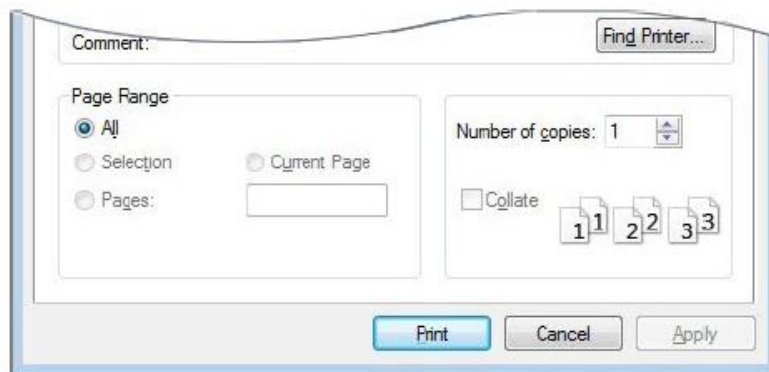 Comment:
Find Printer...
Page Range
All
Selection
Current Page
Pages:
Number of copies: 1
Collate
1 1 2 2 3 3
Print
Cancel
Apply